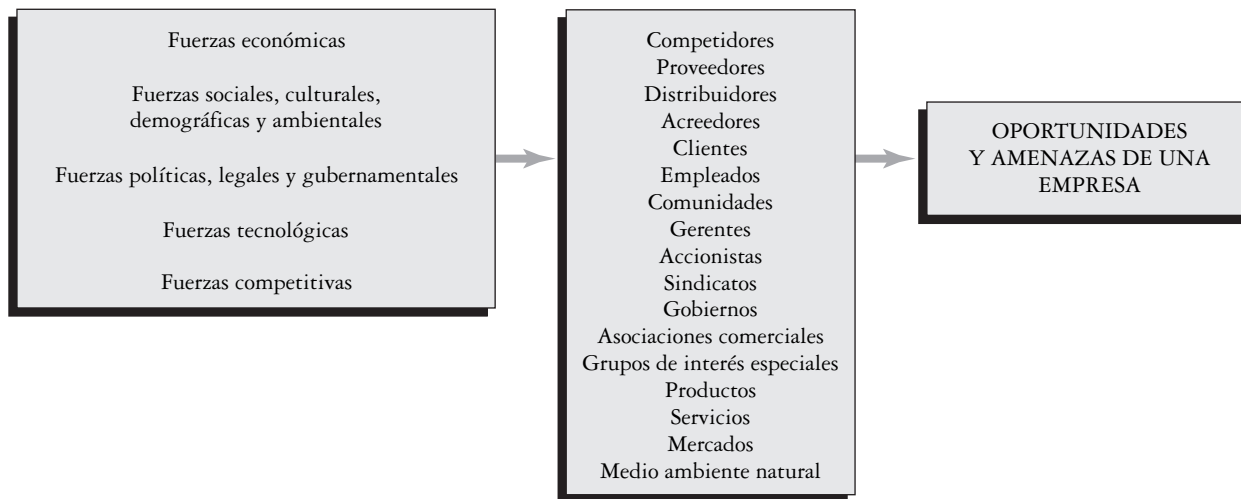 Fuerzas económicas
Fuerzas sociales, culturales,
demográficas y ambientales
Fuerzas políticas, legales y gubernamentales
Fuerzas tecnológicas
Fuerzas competitivas
Competidores
Proveedores
Distribuidores
Acreedores
Clientes
Empleados
Comunidades
Gerentes
Accionistas
Sindicatos
Gobiernos
Asociaciones comerciales
Grupos de interés especiales
Productos
Servicios
Mercados
Medio ambiente natural
OPORTUNIDADES
Y AMENAZAS DE UNA
EMPRESA